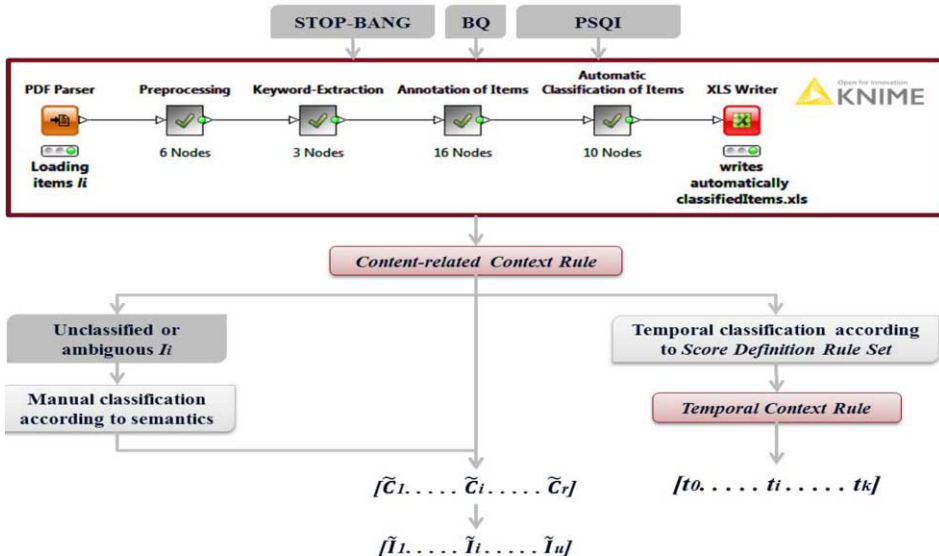 STOP-BANG BQ PSQI
Open for Innovation
KNIME
PDF Parser Preprocessing Keyword-Extraction Annotation of Items Automatic Classification of Items XLS Writer
6 Nodes 3 Nodes 16 Nodes 10 Nodes
Loading
items Ii
writes
automatically
classifiedItems.xls
Content-related Context Rule
Unclassified or
ambiguous Ii
Manual classification
according to semantics
Temporal classification according
to Score Definition Rule Set
Temporal Context Rule
[C̃1. . . . . C̃i. . . . . C̃r]
[t0. . . . . ti . . . . . tk]
[Ĩ1. . . . . Ĩi. . . . . Ĩu]